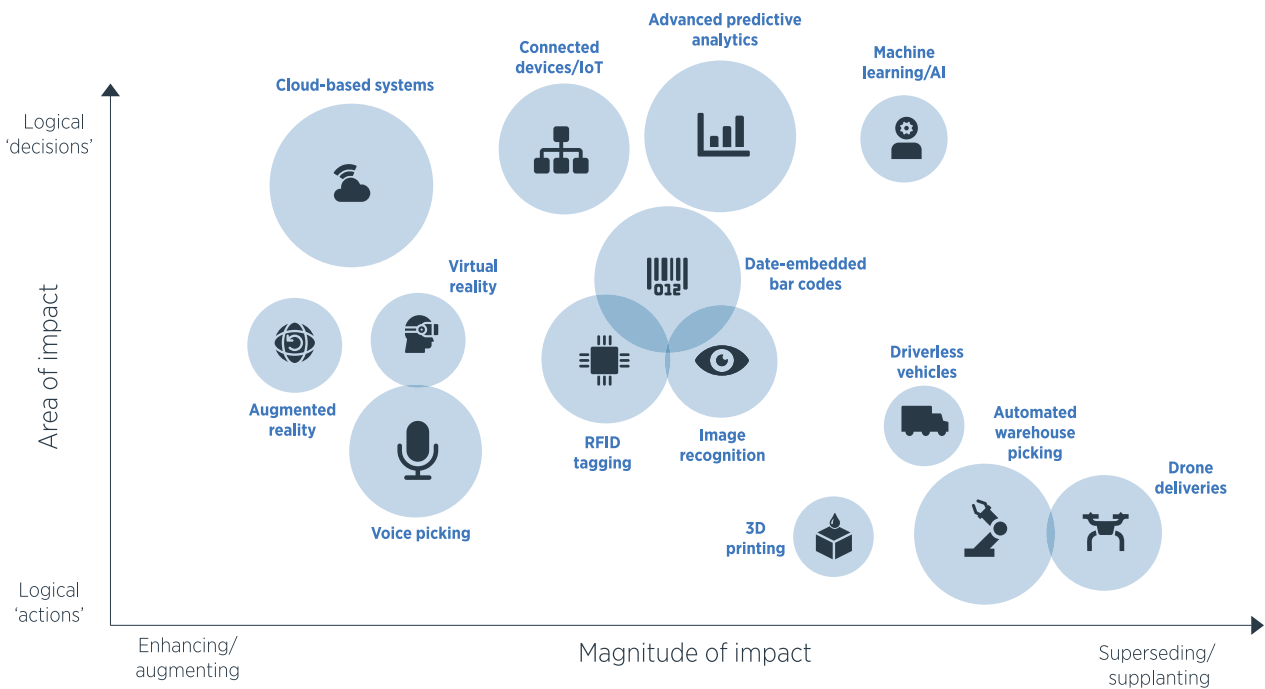 Advanced predictive
analytics
Connected
devices/IoT
Machine
learning/AI
Cloud-based systems
Logical
‘decisions’
Virtual
reality
Date-embedded
bar codes
012
Area of impact
Augmented
reality
RFID
tagging
Image
recognition
Driverless
vehicles
Automated
warehouse
picking
Drone
deliveries
Voice picking
3D
printing
Logical
‘actions’
Enhancing/
augmenting
Magnitude of impact
Superseding/
supplanting